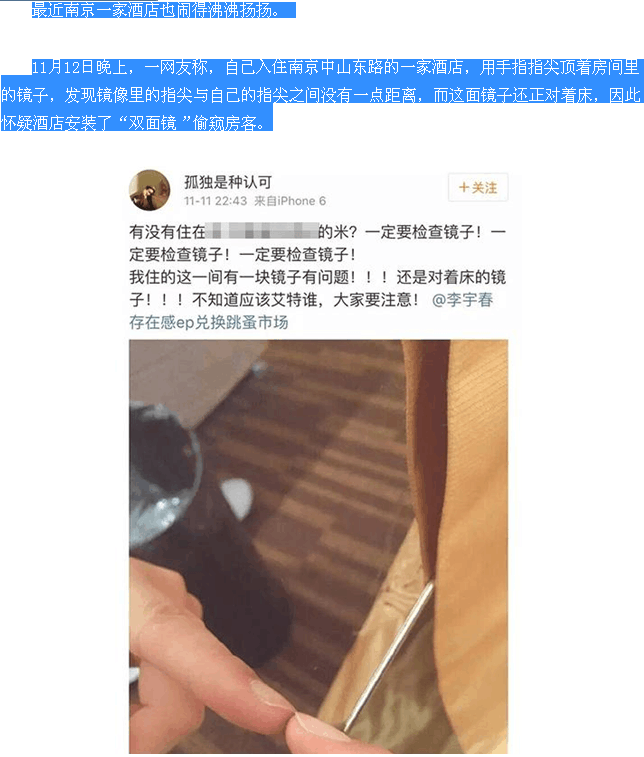 最近南京一家酒店也闹得沸沸扬扬。
11月12日晚上，一网友称，自己入住南京中山东路的一家酒店，用手指指尖顶着房间里
的镜子，发现镜像里的指尖与自己的指尖之间没有一点距离，而这面镜子还正对着床，因此
怀疑酒店安装了“双面镜”偷窥房客。
孤独是种认可
+关注
11-11 22:43 来自iPhone 6
有没有住在的米？一定要检查镜子！一
定要检查镜子！一定要检查镜子！
我住的这一间有一块镜子有问题！！！还是对着床的镜
子！！！不知道应该艾特谁，大家要注意！@李宇春
存在感ep兑换跳蚤市场